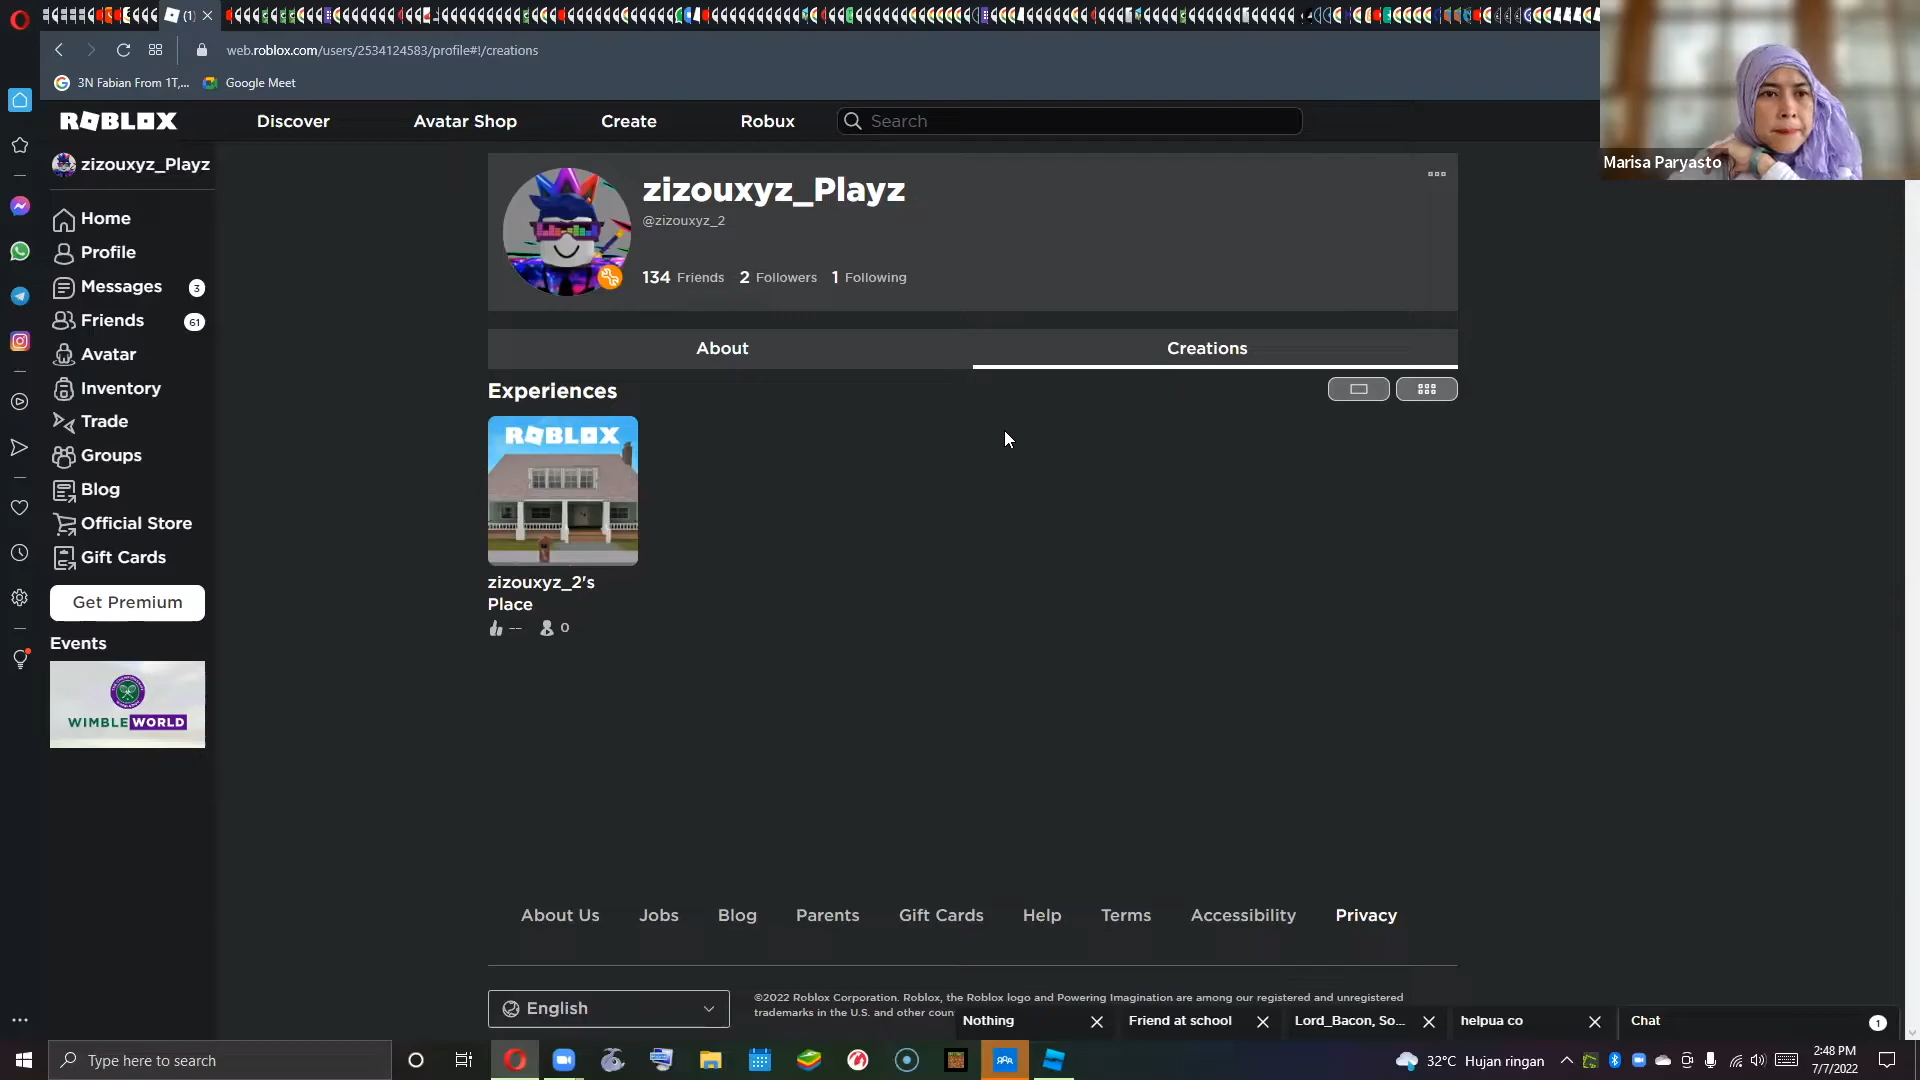 (1)
web.roblox.com/users/2534124583/profile#!/creations
3N Fabian From 1T,...
Google Meet
ROBLOX
Discover
Avatar Shop
Create
Robux
Search
Marisa Paryasto
zizouxyz_Playz
Home
Profile
Messages 3
Friends 61
Avatar
Inventory
Trade
Groups
Blog
Official Store
Gift Cards
Get Premium
Events
WIMBLEWORLD
zizouxyz_Playz
@zizouxyz_2
134 Friends 2 Followers 1 Following
About
Creations
Experiences
ROBLOX
zizouxyz_2's
Place
-- 0
About Us Jobs Blog Parents Gift Cards Help Terms Accessibility Privacy
English
©2022 Roblox Corporation. Roblox, the Roblox logo and Powering Imagination are among our registered and unregistered
trademarks in the U.S. and other coun
Nothing
Friend at school
Lord_Bacon, So...
helpua co
Chat 1
Type here to search
32°C Hujan ringan
2:48 PM
7/7/2022